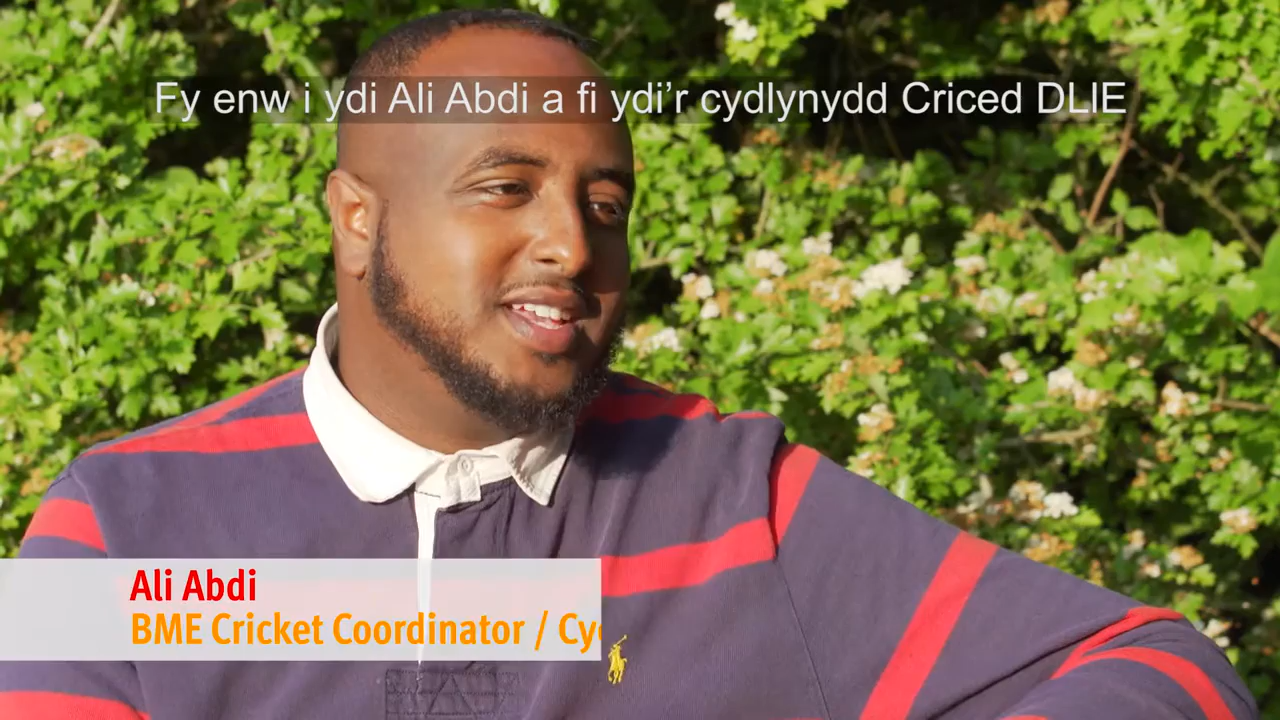 Fy enw i ydi Ali Abdi a fi ydi’r cydlynydd Criced DLIE
Ali Abdi
BME Cricket Coordinator /